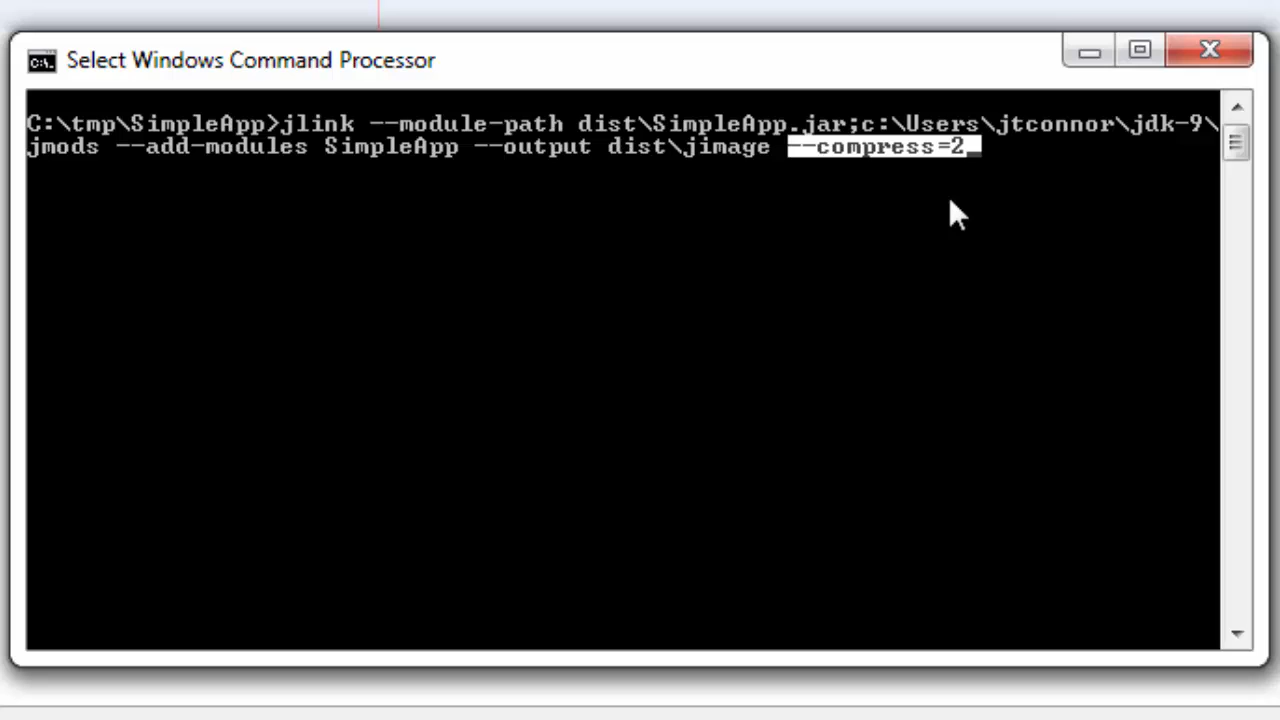 Select Windows Command Processor
C:\tmp\SimpleApp>jlink --module-path dist\SimpleApp.jar;c:\Users\jtconnor\jdk-9\
jmods --add-modules SimpleApp --output dist\jimage --compress=2